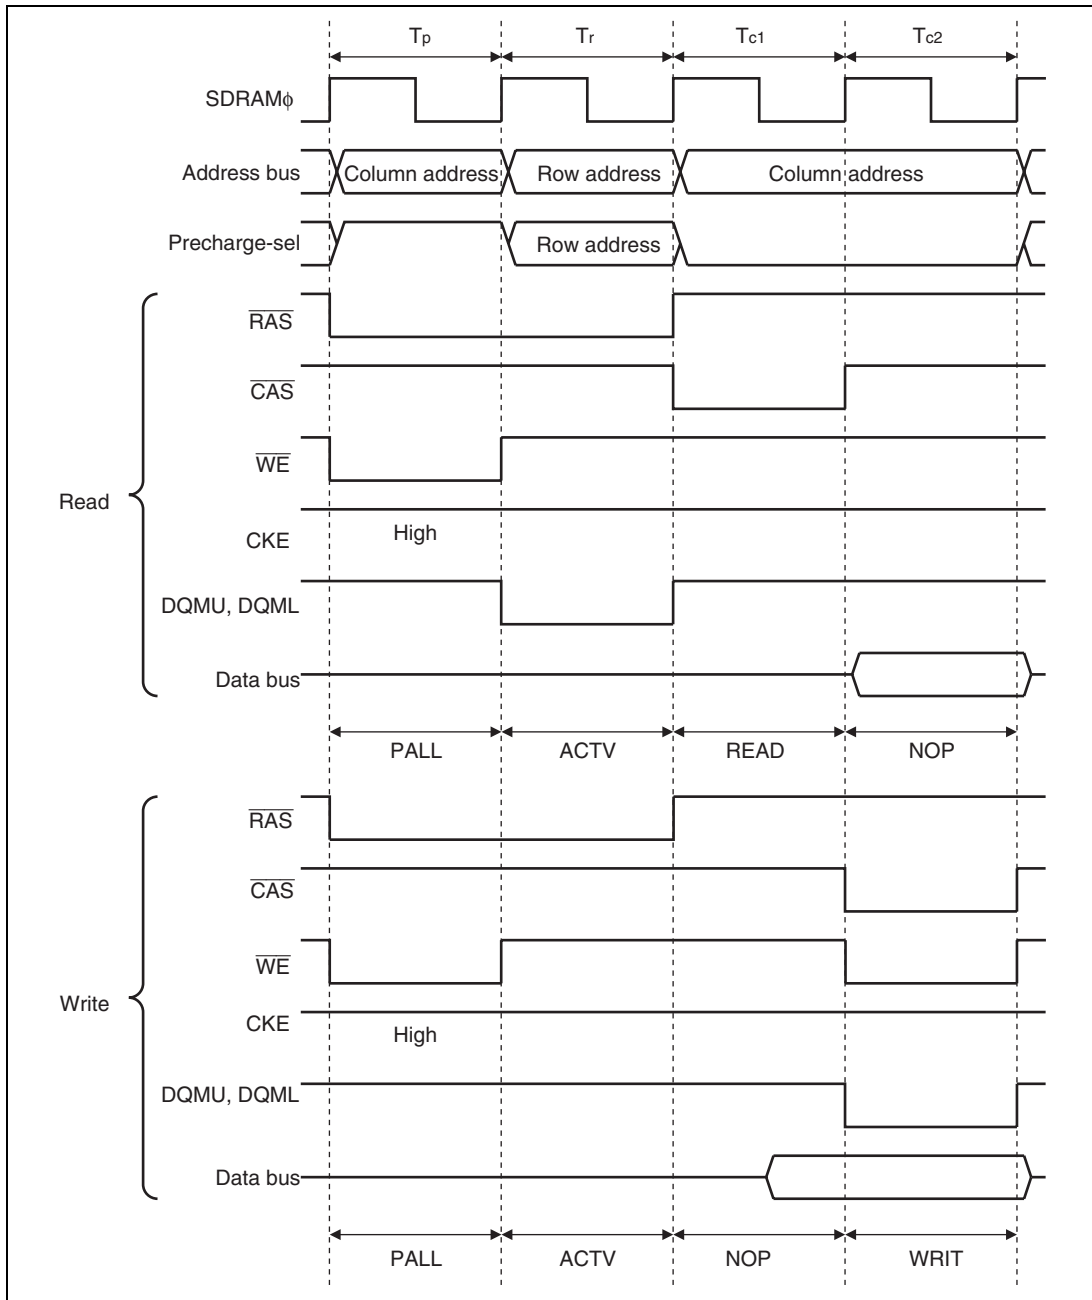 Tp Tr Tc1 Tc2
SDRAMϕ
Address bus Column address Row address Column address
Precharge-sel Row address
RAS
CAS
WE
Read
CKE High
DQMU, DQML
Data bus
PALL ACTV READ NOP
RAS
CAS
WE
Write
CKE High
DQMU, DQML
Data bus
PALL ACTV NOP WRIT